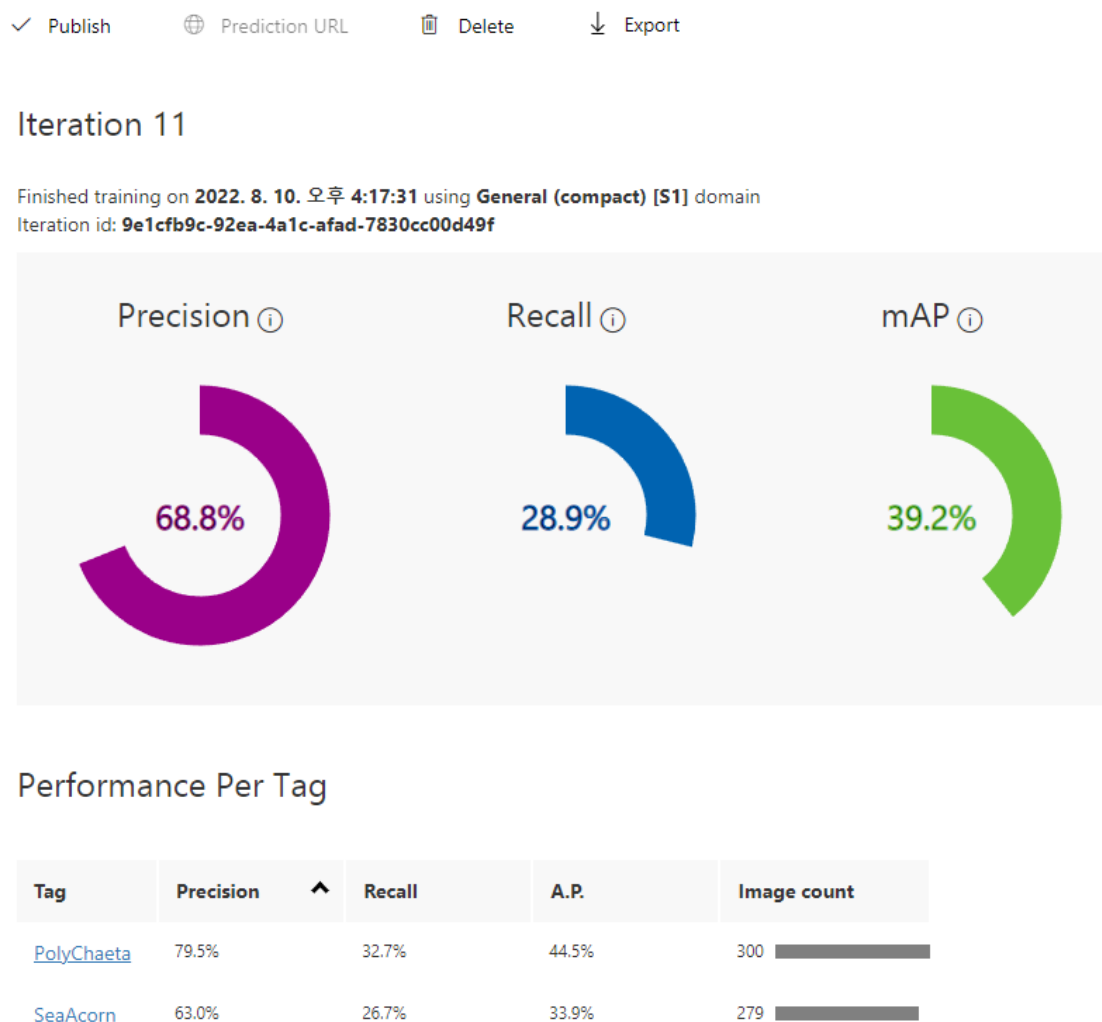 Publish Prediction URL Delete Export
Iteration 11
Finished training on 2022. 8. 10. 오후 4:17:31 using General (compact) [S1] domain
Iteration id: 9e1cfb9c-92ea-4a1c-afad-7830cc00d49f
Precision Recall mAP
68.8% 28.9% 39.2%
Performance Per Tag
Tag Precision Recall A.P. Image count
PolyChaeta 79.5% 32.7% 44.5% 300
SeaAcorn 63.0% 26.7% 33.9% 279